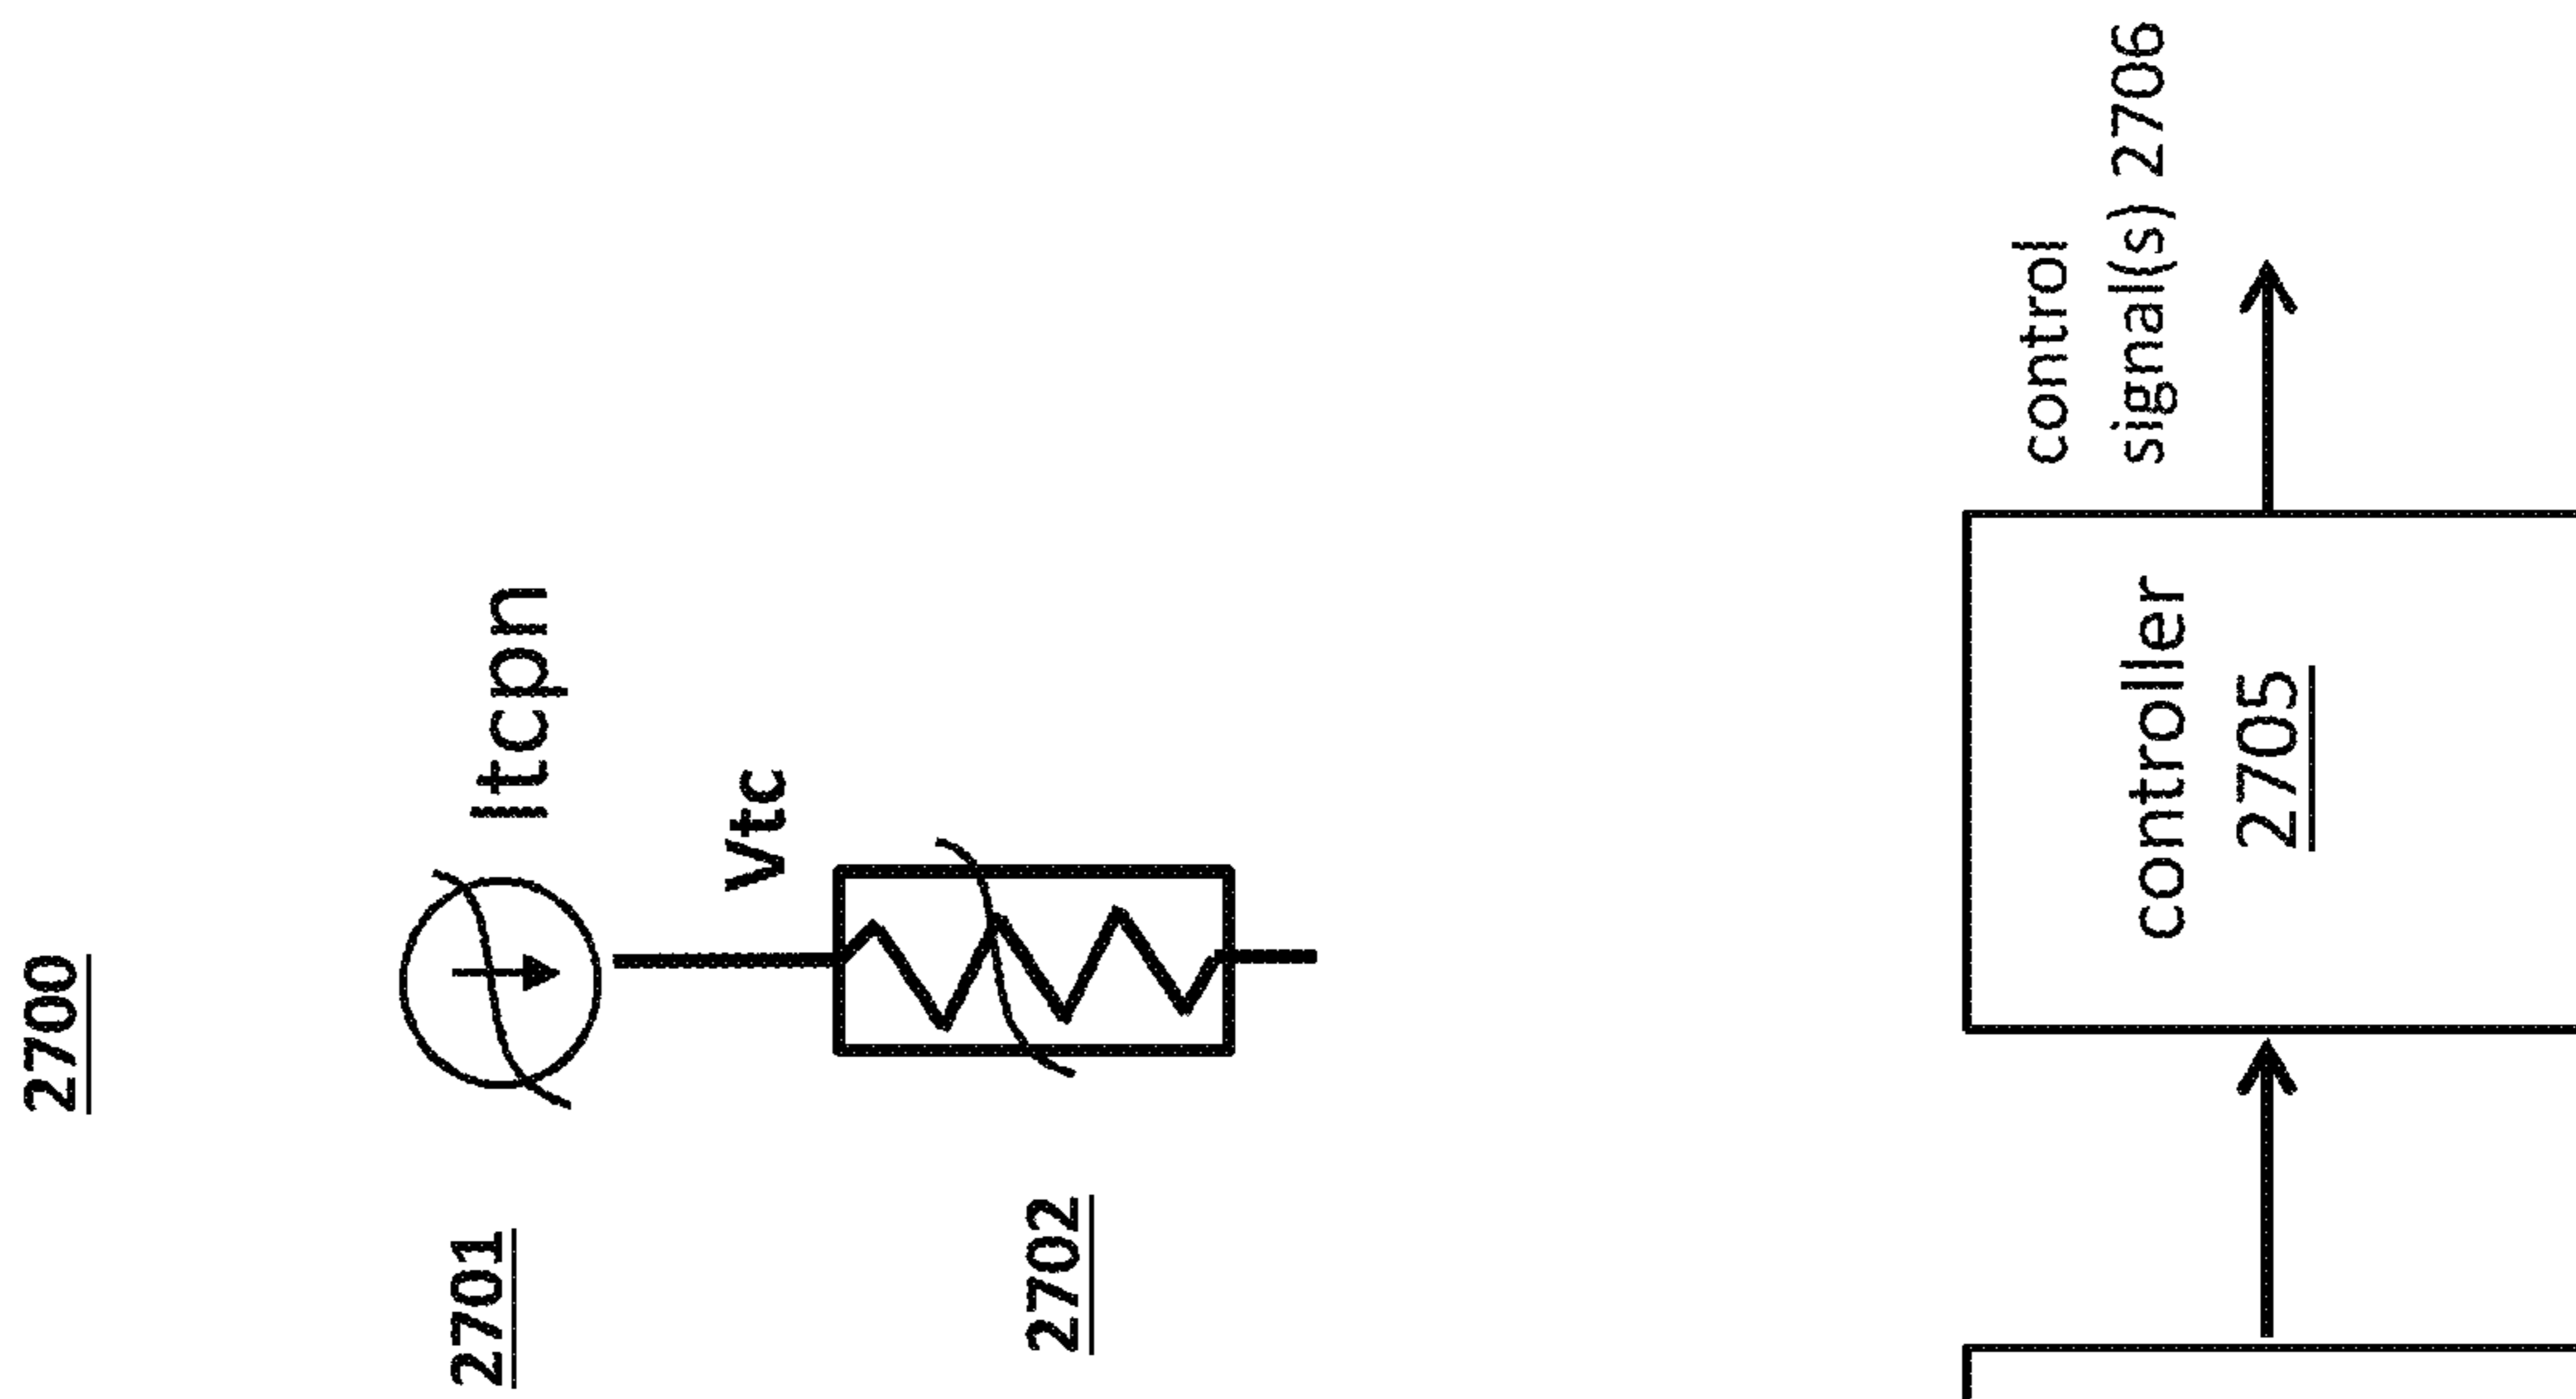 2700
2701
Itcpn
Vtc
2702
control
signal(s) 2706
controller
2705